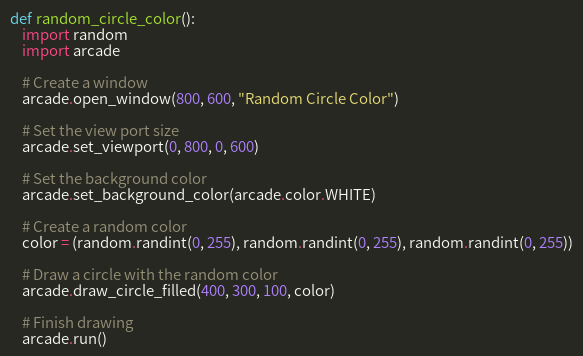 def random_circle_color():
import random
import arcade
# Create a window
arcade.open_window(800, 600, "Random Circle Color")
# Set the view port size
arcade.set_viewport(0, 800, 0, 600)
# Set the background color
arcade.set_background_color(arcade.color.WHITE)
# Create a random color
color = (random.randint(0, 255), random.randint(0, 255), random.randint(0, 255))
# Draw a circle with the random color
arcade.draw_circle_filled(400, 300, 100, color)
# Finish drawing
arcade.run()